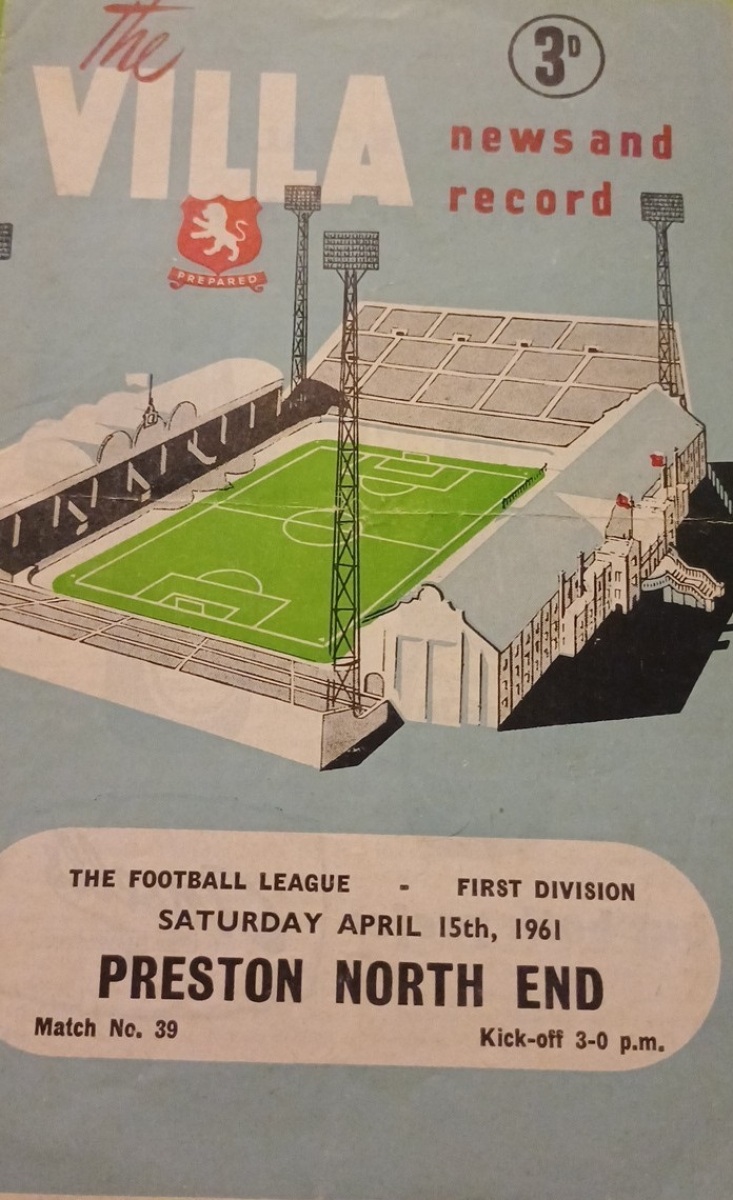 The
VILLA
3D
news and
record
PREPARED
THE FOOTBALL LEAGUE - FIRST DIVISION
SATURDAY APRIL 15th, 1961
PRESTON NORTH END
Match No. 39
Kick-off 3-0 p.m.